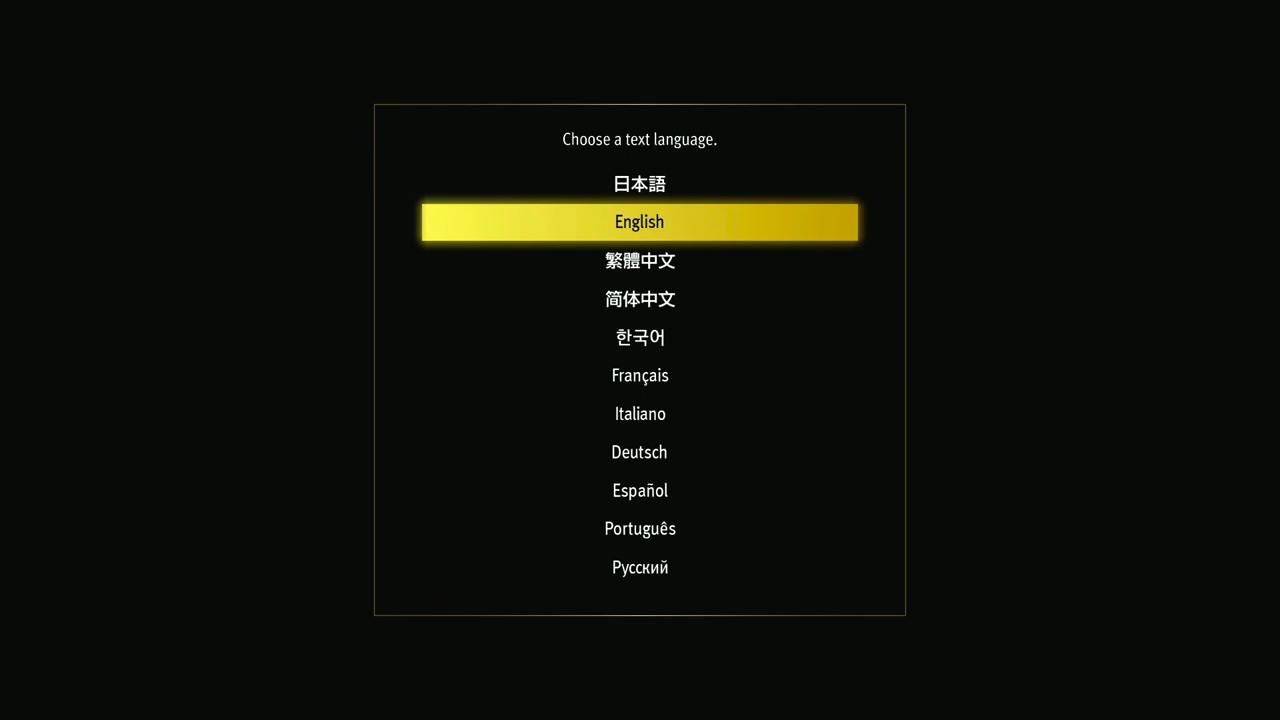 Choose a text language.
日本語
English
繁體中文
简体中文
한국어
Français
Italiano
Deutsch
Español
Português
Русский